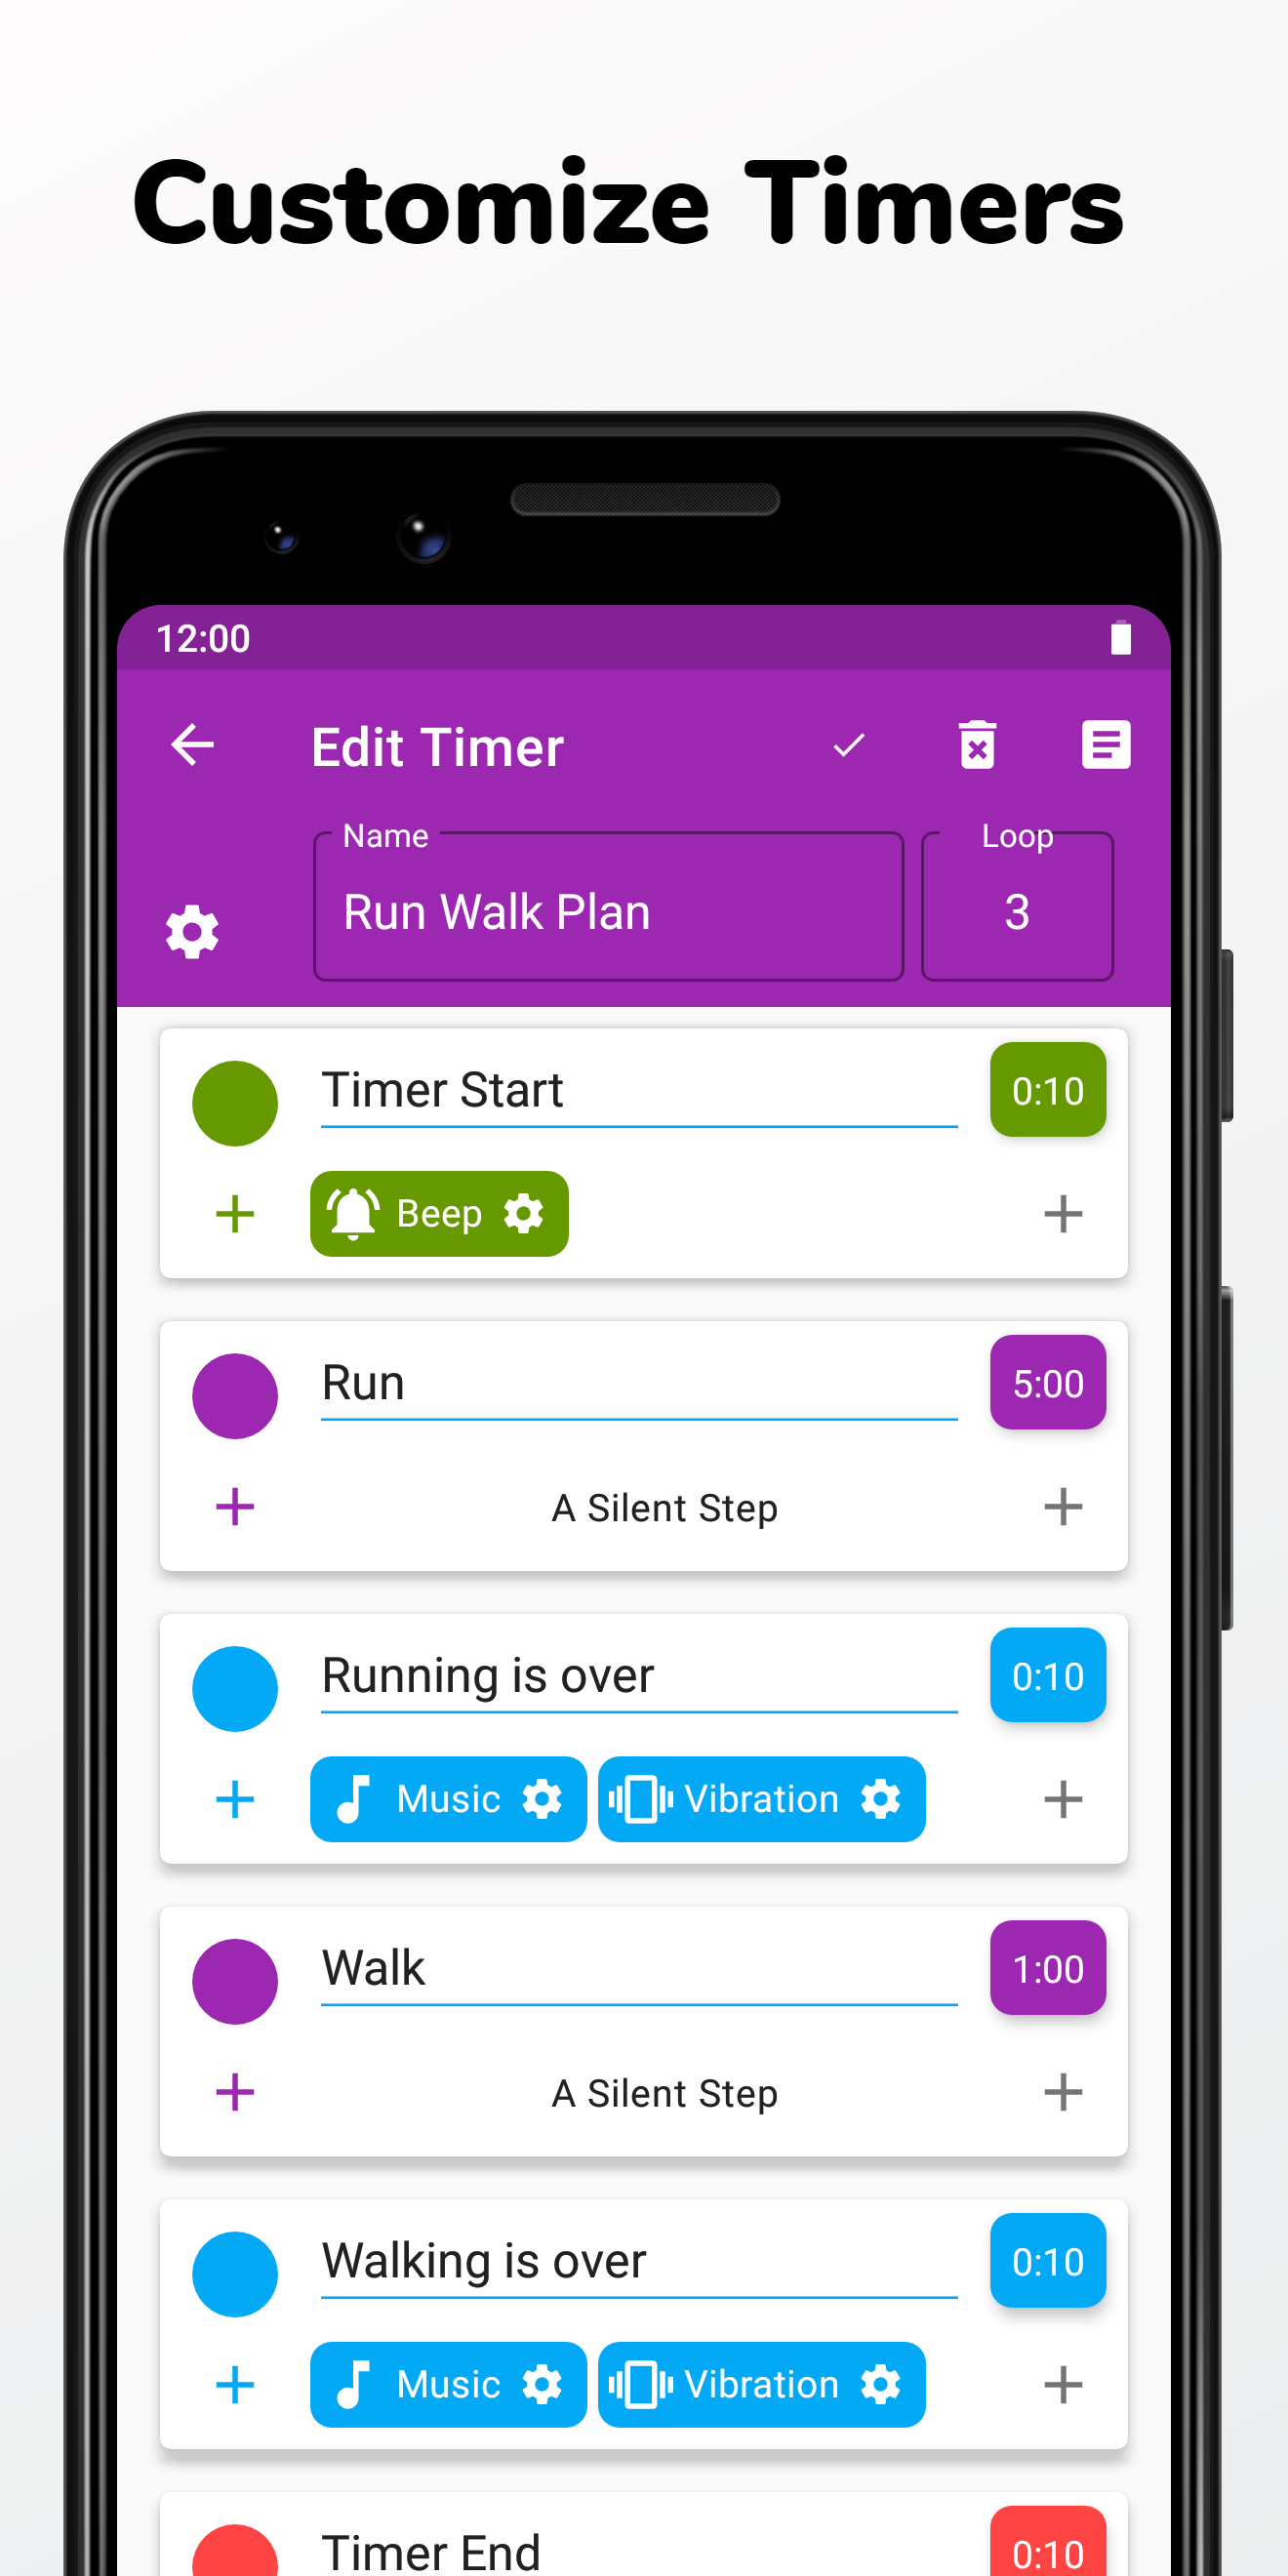 Customize Timers
12:00
Edit Timer
Name
Loop
Run Walk Plan
3
Timer Start
0:10
Beep
Run
5:00
A Silent Step
Running is over
0:10
Music
Vibration
Walk
1:00
A Silent Step
Walking is over
0:10
Music
Vibration
Timer End
0:10